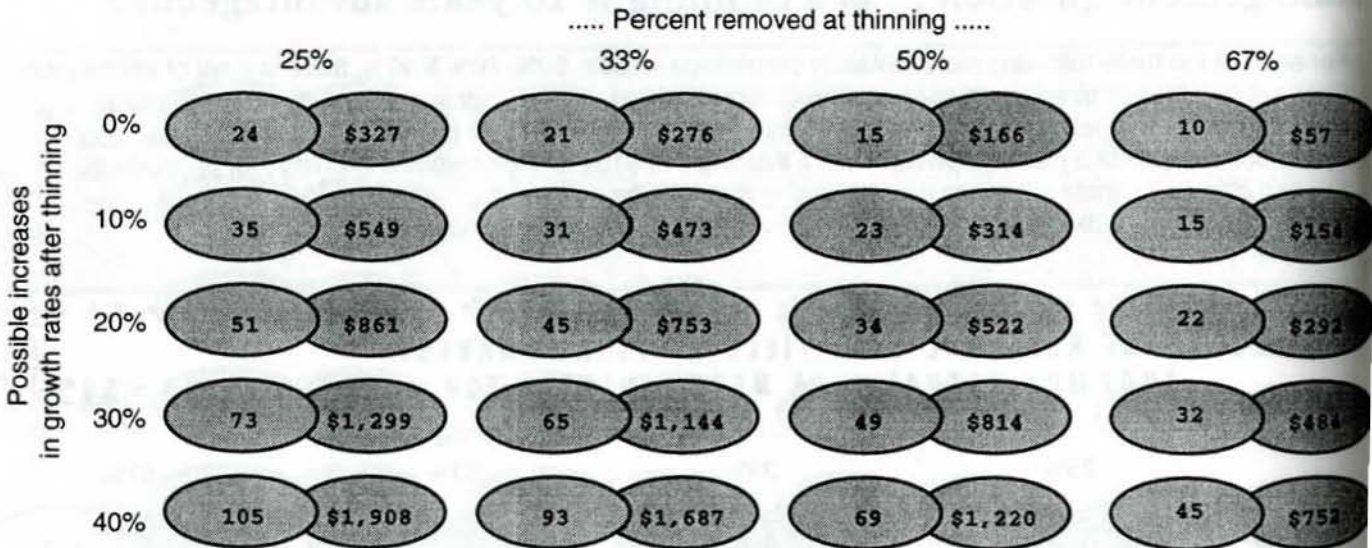 ..... Percent removed at thinning .....
25% 33% 50% 67%
Possible increases
in growth rates after thinning
0% 24 $327 21 $276 15 $166 10 $57
10% 35 $549 31 $473 23 $314 15 $154
20% 51 $861 45 $753 34 $522 22 $292
30% 73 $1,299 65 $1,144 49 $814 32 $484
40% 105 $1,908 93 $1,687 69 $1,220 45 $752